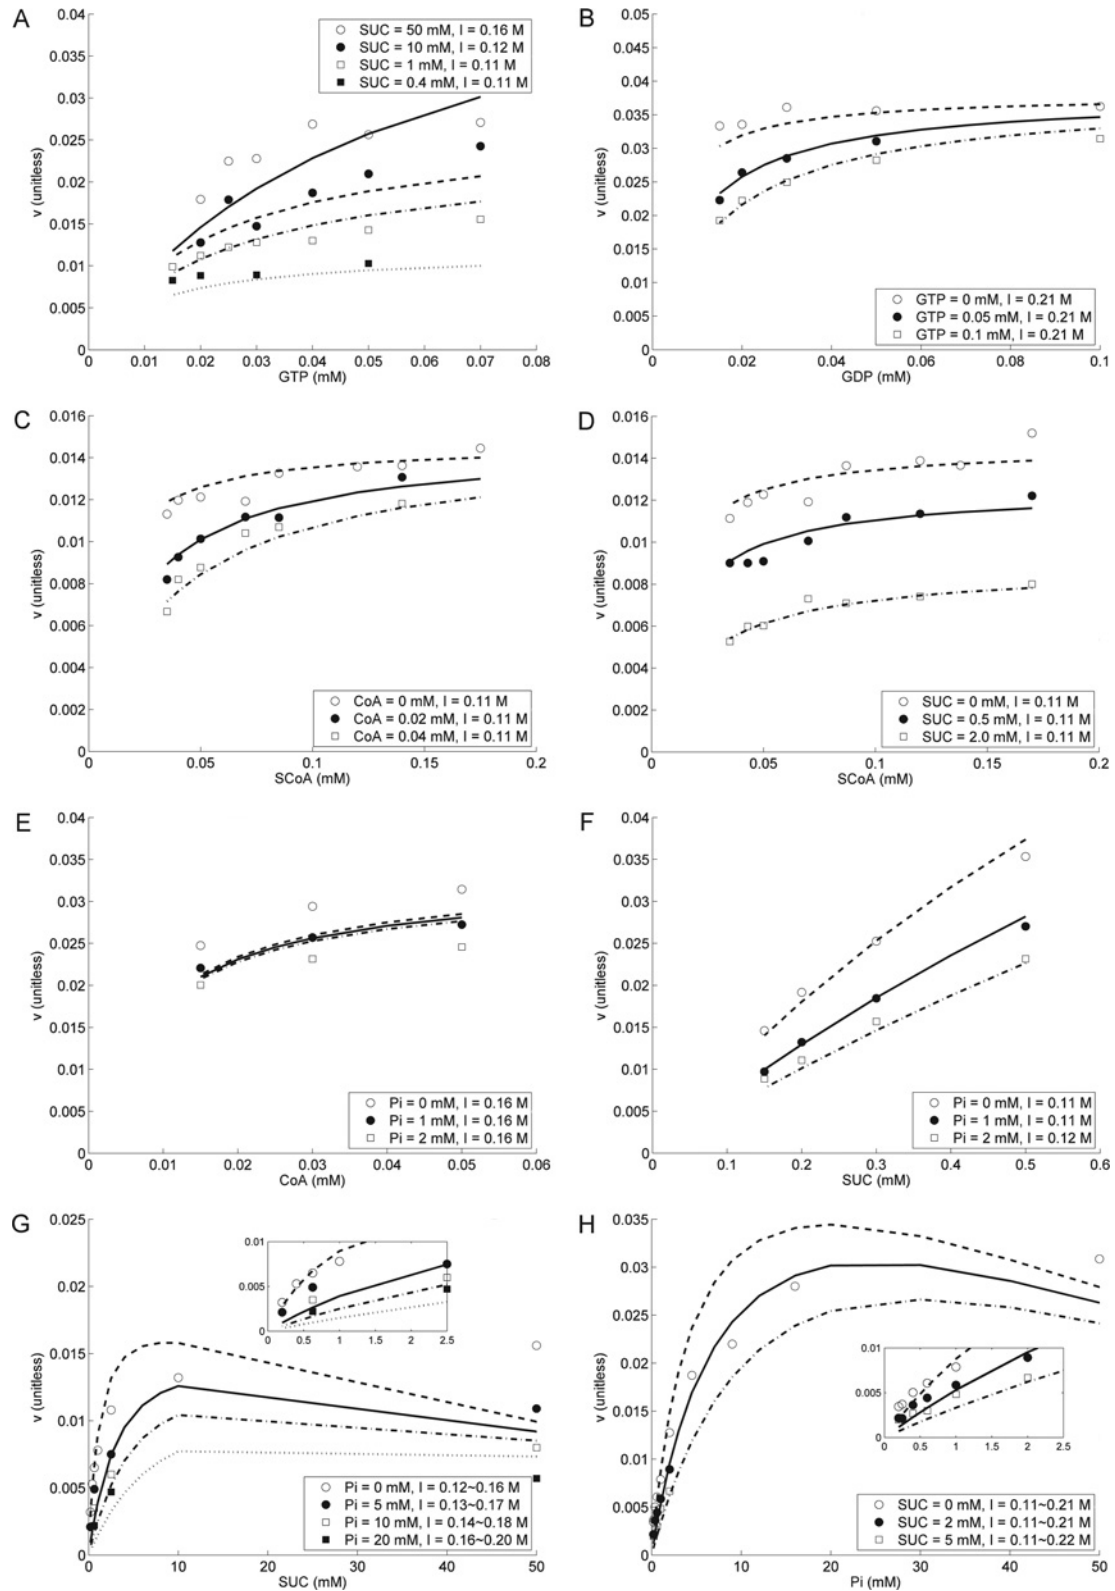 A
0.04
0.035
0.03
0.025
0.02
0.015
0.01
0.005
0
v (unitless)
SUC = 50 mM, I = 0.16 M
SUC = 10 mM, I = 0.12 M
SUC = 1 mM, I = 0.11 M
SUC = 0.4 mM, I = 0.11 M
0 0.01 0.02 0.03 0.04 0.05 0.06 0.07 0.08
GTP (mM)
B
0.05
0.045
0.04
0.035
0.03
0.025
0.02
0.015
0.01
0.005
0
v (unitless)
GTP = 0 mM, I = 0.21 M
GTP = 0.05 mM, I = 0.21 M
GTP = 0.1 mM, I = 0.21 M
0 0.02 0.04 0.06 0.08 0.1
GDP (mM)
C
0.016
0.014
0.012
0.01
0.008
0.006
0.004
0.002
0
v (unitless)
CoA = 0 mM, I = 0.11 M
CoA = 0.02 mM, I = 0.11 M
CoA = 0.04 mM, I = 0.11 M
0 0.05 0.1 0.15 0.2
SCoA (mM)
D
0.016
0.014
0.012
0.01
0.008
0.006
0.004
0.002
0
v (unitless)
SUC = 0 mM, I = 0.11 M
SUC = 0.5 mM, I = 0.11 M
SUC = 2.0 mM, I = 0.11 M
0 0.05 0.1 0.15 0.2
SCoA (mM)
E
0.04
0.035
0.03
0.025
0.02
0.015
0.01
0.005
0
v (unitless)
Pi = 0 mM, I = 0.16 M
Pi = 1 mM, I = 0.16 M
Pi = 2 mM, I = 0.16 M
0 0.01 0.02 0.03 0.04 0.05 0.06
CoA (mM)
F
0.04
0.035
0.03
0.025
0.02
0.015
0.01
0.005
0
v (unitless)
Pi = 0 mM, I = 0.11 M
Pi = 1 mM, I = 0.11 M
Pi = 2 mM, I = 0.12 M
0 0.1 0.2 0.3 0.4 0.5 0.6
SUC (mM)
G
0.025
0.02
0.015
0.01
0.005
0
v (unitless)
0.01
0.005
0
0 0.5 1 1.5 2 2.5
Pi = 0 mM, I = 0.12~0.16 M
Pi = 5 mM, I = 0.13~0.17 M
Pi = 10 mM, I = 0.14~0.18 M
Pi = 20 mM, I = 0.16~0.20 M
0 10 20 30 40 50
SUC (mM)
H
0.035
0.03
0.025
0.02
0.015
0.01
0.005
0
v (unitless)
0.01
0.005
0
0 0.5 1 1.5 2 2.5
SUC = 0 mM, I = 0.11~0.21 M
SUC = 2 mM, I = 0.11~0.21 M
SUC = 5 mM, I = 0.11~0.22 M
0 10 20 30 40 50
Pi (mM)